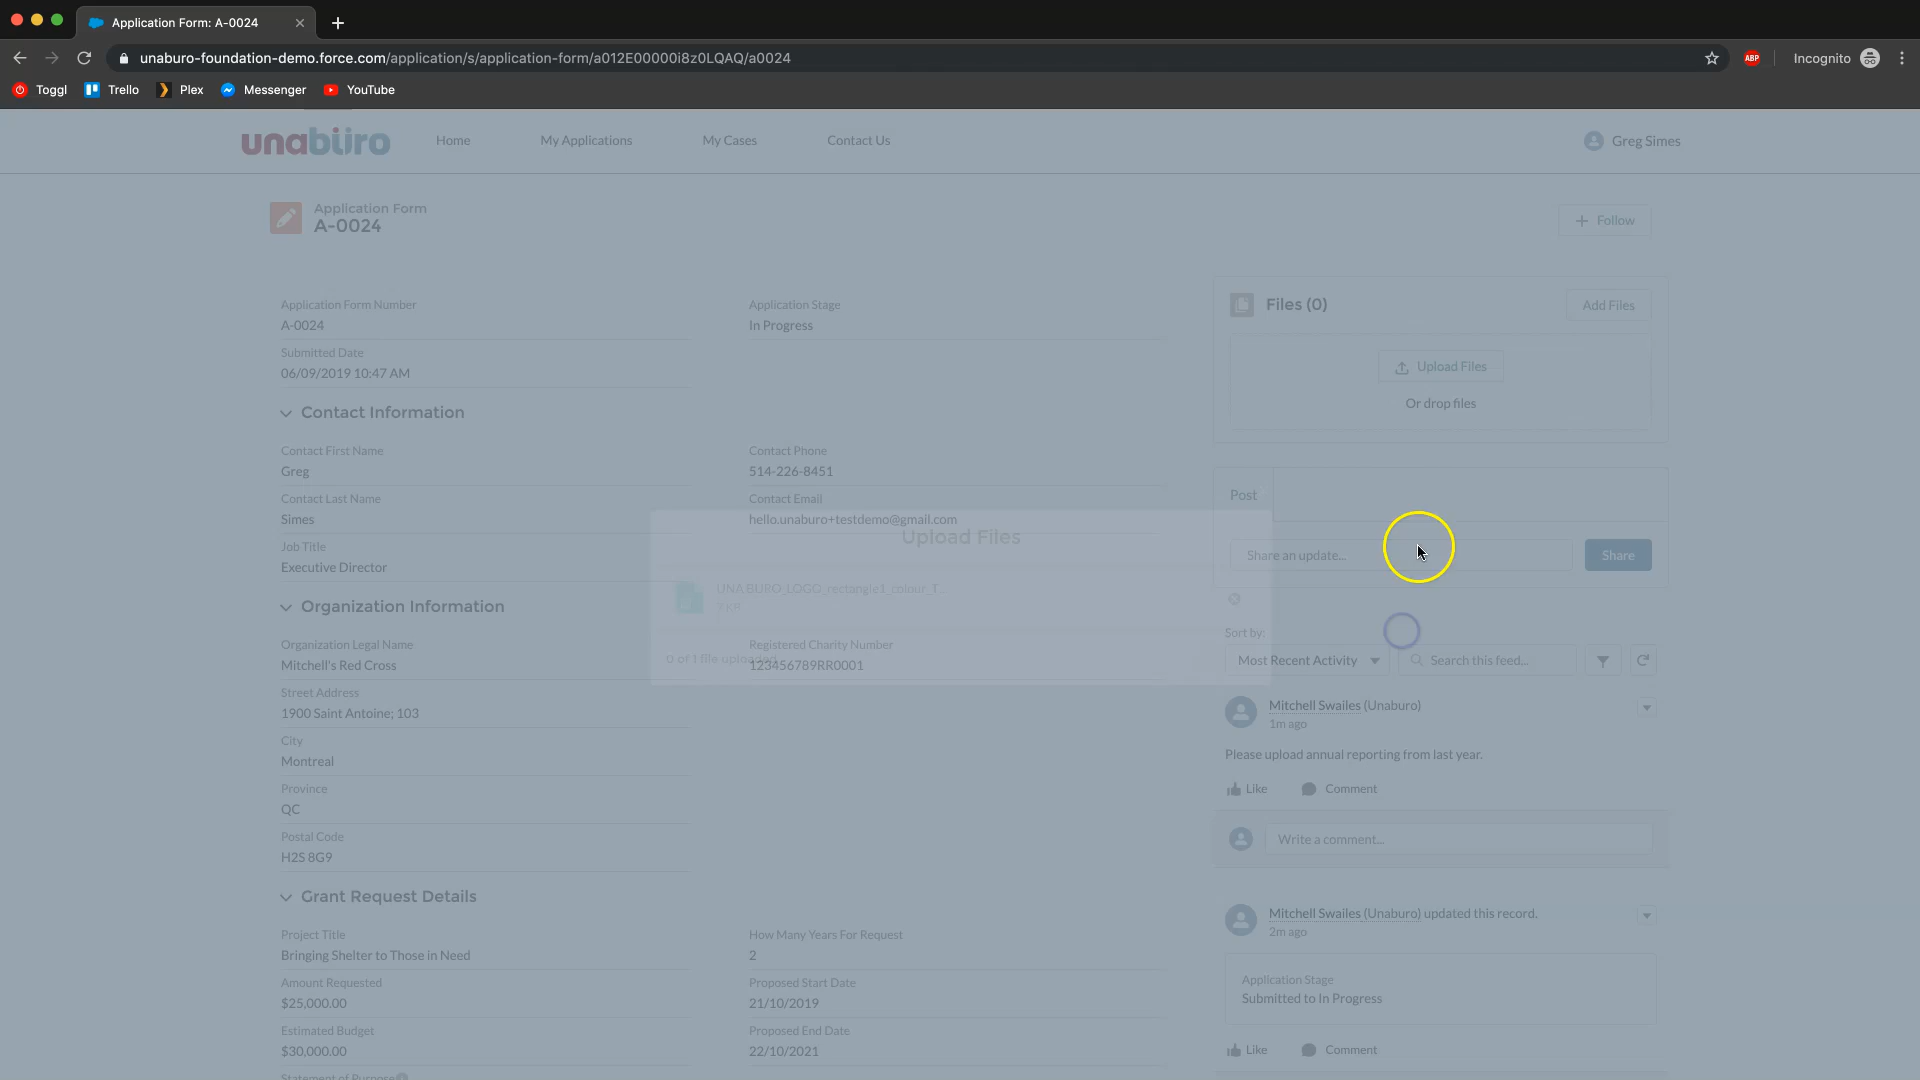 Application Form: A-0024
unaburo-foundation-demo.force.com/application/s/application-form/a012E00000i8z0LQAQ/a0024
ABP
Incognito
Toggl
Trello
Plex
Messenger
YouTube
unabüro
Home
My Applications
My Cases
Contact Us
Greg Simes
Application Form
A-0024
Follow
Application Form Number
A-0024
Application Stage
In Progress
Submitted Date
06/09/2019 10:47 AM
Contact Information
Contact First Name
Greg
Contact Phone
514-226-8451
Contact Last Name
Simes
Contact Email
hello.unaburo+testdemo@gmail.com
Job Title
Executive Director
Organization Information
Organization Legal Name
Mitchell's Red Cross
Registered Charity Number
123456789RR0001
Street Address
1900 Saint Antoine; 103
City
Montreal
Province
QC
Postal Code
H2S 8G9
Grant Request Details
Project Title
Bringing Shelter to Those in Need
How Many Years For Request
2
Amount Requested
$25,000.00
Proposed Start Date
21/10/2019
Estimated Budget
$30,000.00
Proposed End Date
22/10/2021
Statement of Purpose
Upload Files
UNA BURO_LOGO_rectangle1_colour_T...
KB
0 of 1 file uploaded
Files (0)
Add Files
Upload Files
Or drop files
Post
Share an update...
Share
Sort by:
Most Recent Activity
Search this feed...
Mitchell Swailes (Unaburo)
1m ago
Please upload annual reporting from last year.
Like
Comment
Write a comment...
Mitchell Swailes (Unaburo) updated this record.
2m ago
Application Stage
Submitted to In Progress
Like
Comment